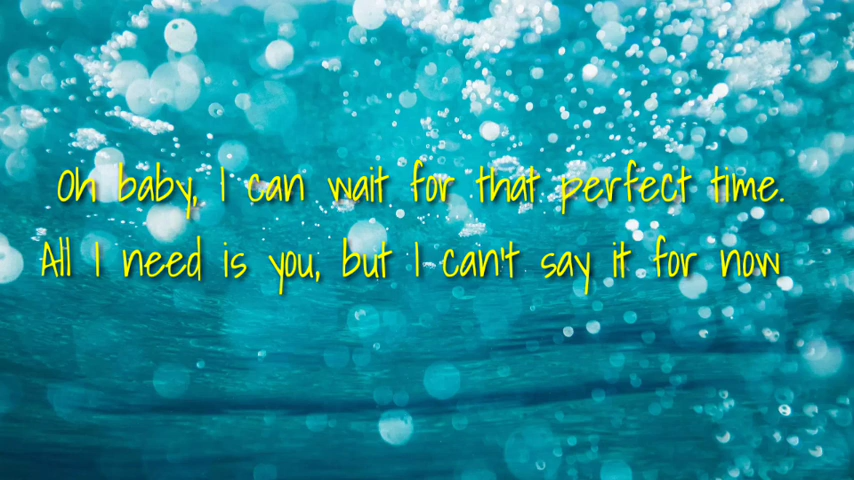 Oh baby, I can wait for that perfect time.
All I need is you, but I can't say it for now